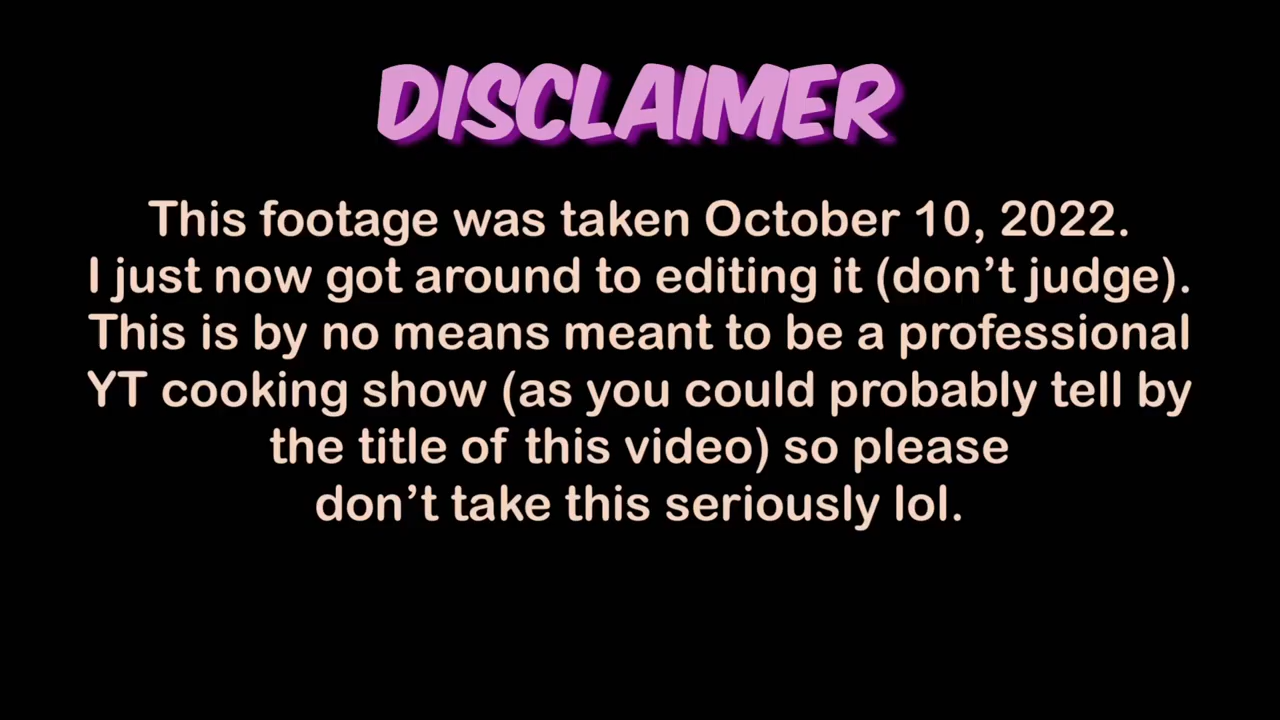 DISCLAIMER
This footage was taken October 10, 2022.
I just now got around to editing it (don’t judge).
This is by no means meant to be a professional
YT cooking show (as you could probably tell by
the title of this video) so please
don’t take this seriously lol.